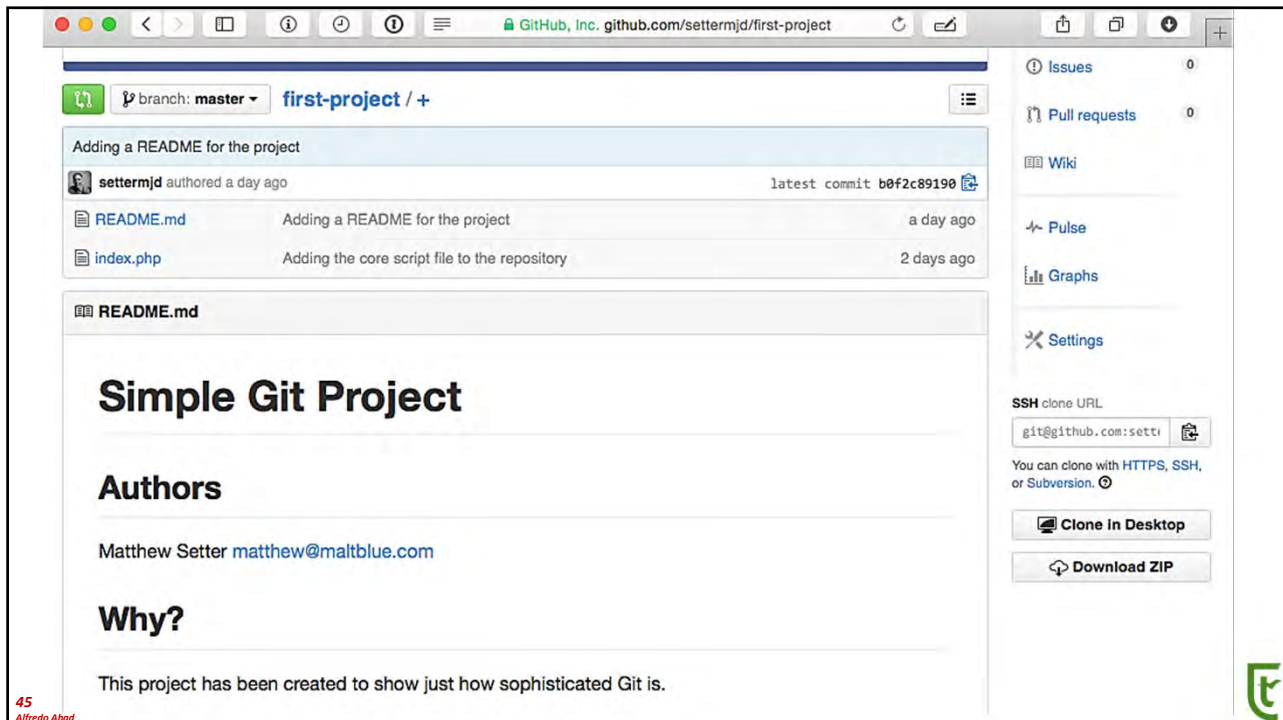 GitHub, Inc. github.com/settermjd/first-project
branch: master
first-project / +
Adding a README for the project
settermjd authored a day ago
latest commit b0f2c89190
README.md Adding a README for the project a day ago
index.php Adding the core script file to the repository 2 days ago
README.md
Simple Git Project
Authors
Matthew Setter matthew@maltblue.com
Why?
This project has been created to show just how sophisticated Git is.
Issues 0
Pull requests 0
Wiki
Pulse
Graphs
Settings
SSH clone URL
git@github.com:sette
You can clone with HTTPS, SSH,
or Subversion.
Clone in Desktop
Download ZIP
45
Alfredo Abad